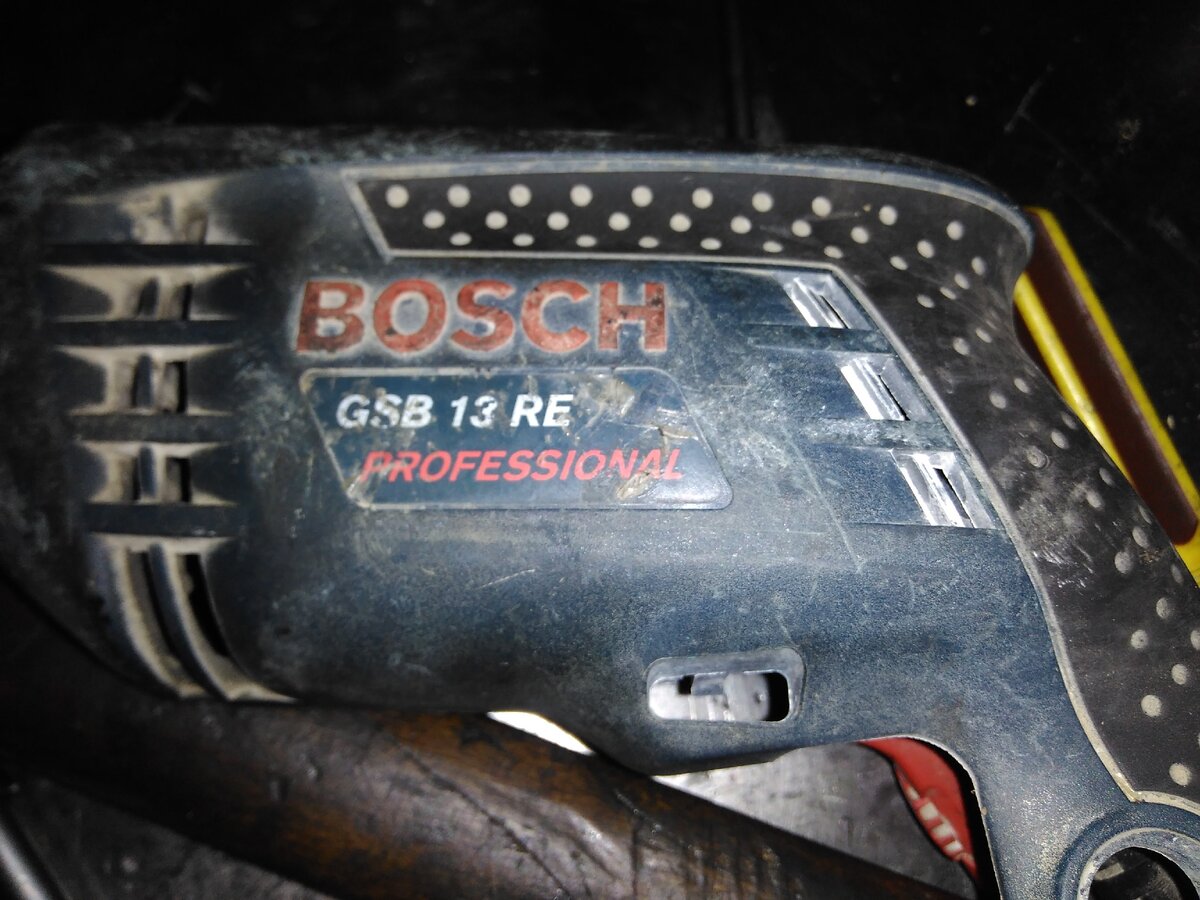 BOSCH
GSB 13 RE
PROFESSIONAL